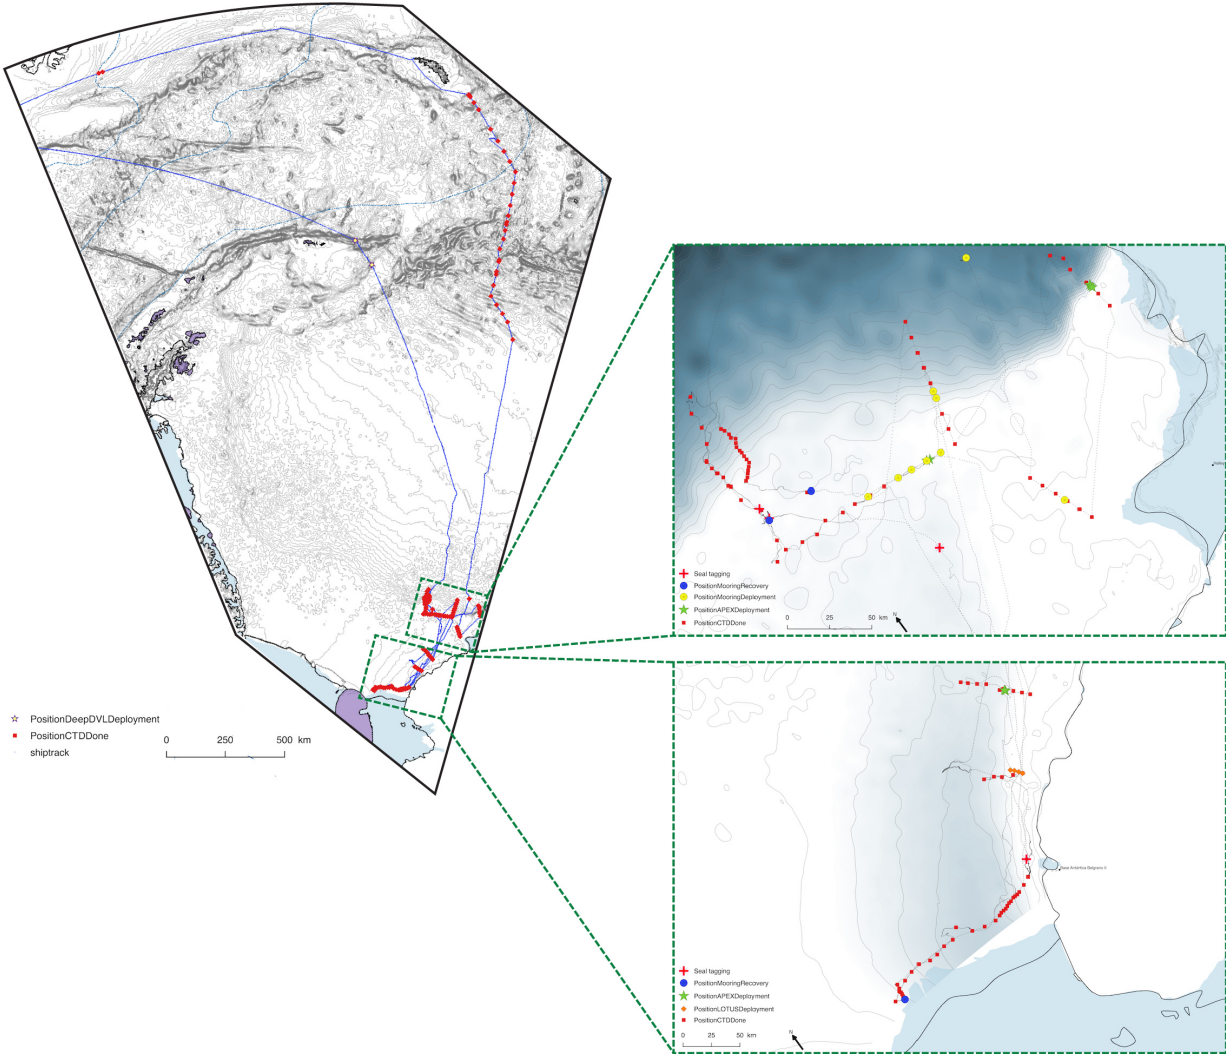 PositionDeepDVLDeployment
PositionCTDDone
shiptrack
0 250 500 km
Seal tagging
PositionMooringRecovery
PositionMooringDeployment
PositionAPEXDeployment
PositionCTDDone
0 25 50 km
N
Seal tagging
PositionMooringRecovery
PositionAPEXDeployment
PositionLOTUSDeployment
PositionCTDDone
0 25 50 km
N
Base Antártica Belgrano II